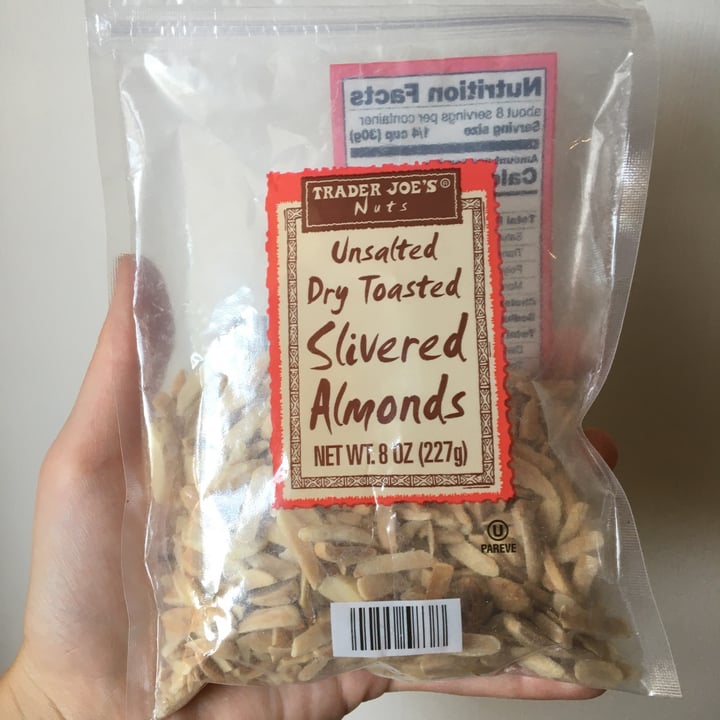 TRADER JOE'S®
Nuts
Unsalted
Dry Toasted
Slivered
Almonds
NET WT. 8 OZ (227g)
U
PAREVE
Nutrition Facts
about 8 servings per container
Serving size 1/4 cup (30g)